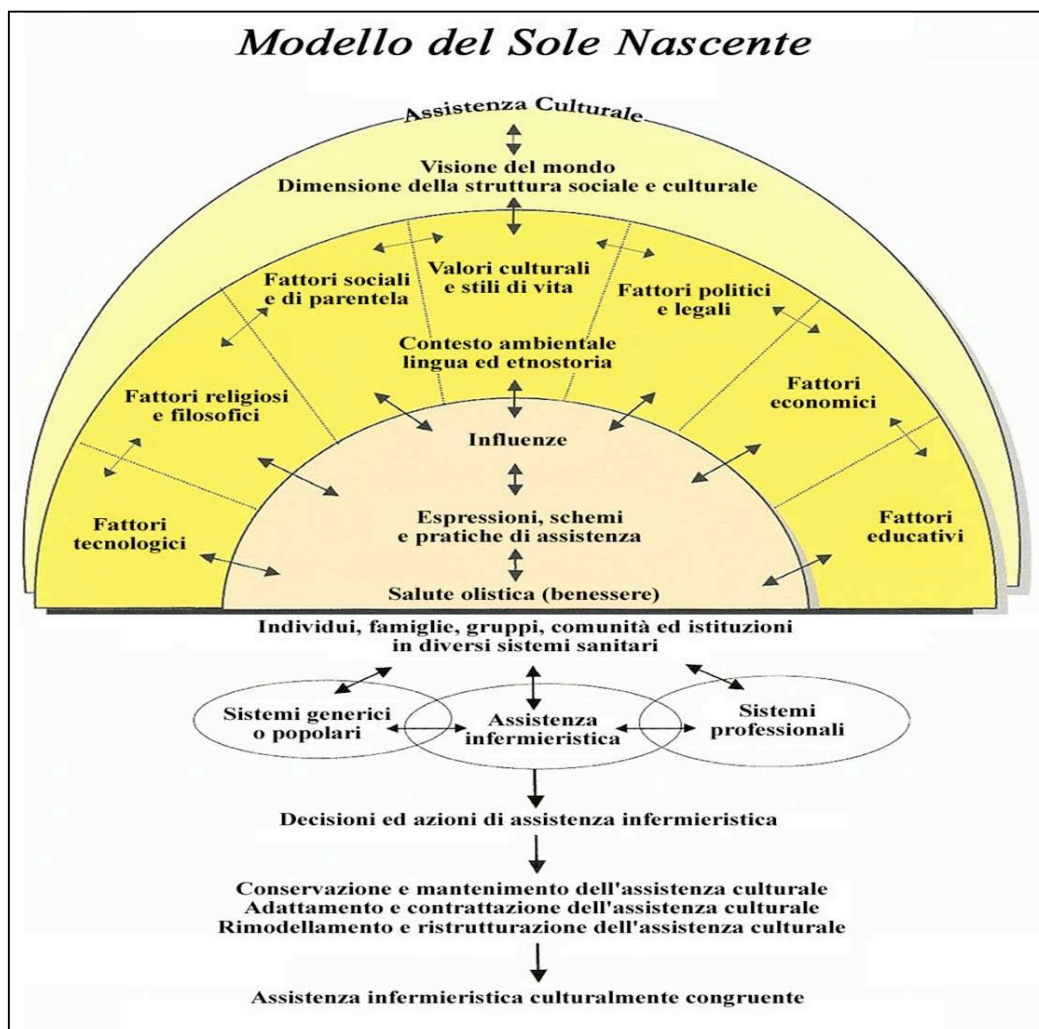 Modello del Sole Nascente
Assistenza Culturale
Visione del mondo
Dimensione della struttura sociale e culturale
Fattori sociali
e di parentela
Valori culturali
e stili di vita
Fattori politici
e legali
Contesto ambientale
lingua ed etnostoria
Fattori religiosi
e filosofici
Fattori
economici
Influenze
Fattori
tecnologici
Espressioni, schemi
e pratiche di assistenza
Fattori
educativi
Salute olistica (benessere)
Individui, famiglie, gruppi, comunità ed istituzioni
in diversi sistemi sanitari
Sistemi generici
o popolari
Assistenza
infermieristica
Sistemi
professionali
Decisioni ed azioni di assistenza infermieristica
Conservazione e mantenimento dell'assistenza culturale
Adattamento e contrattazione dell'assistenza culturale
Rimodellamento e ristrutturazione dell'assistenza culturale
Assistenza infermieristica culturalmente congruente